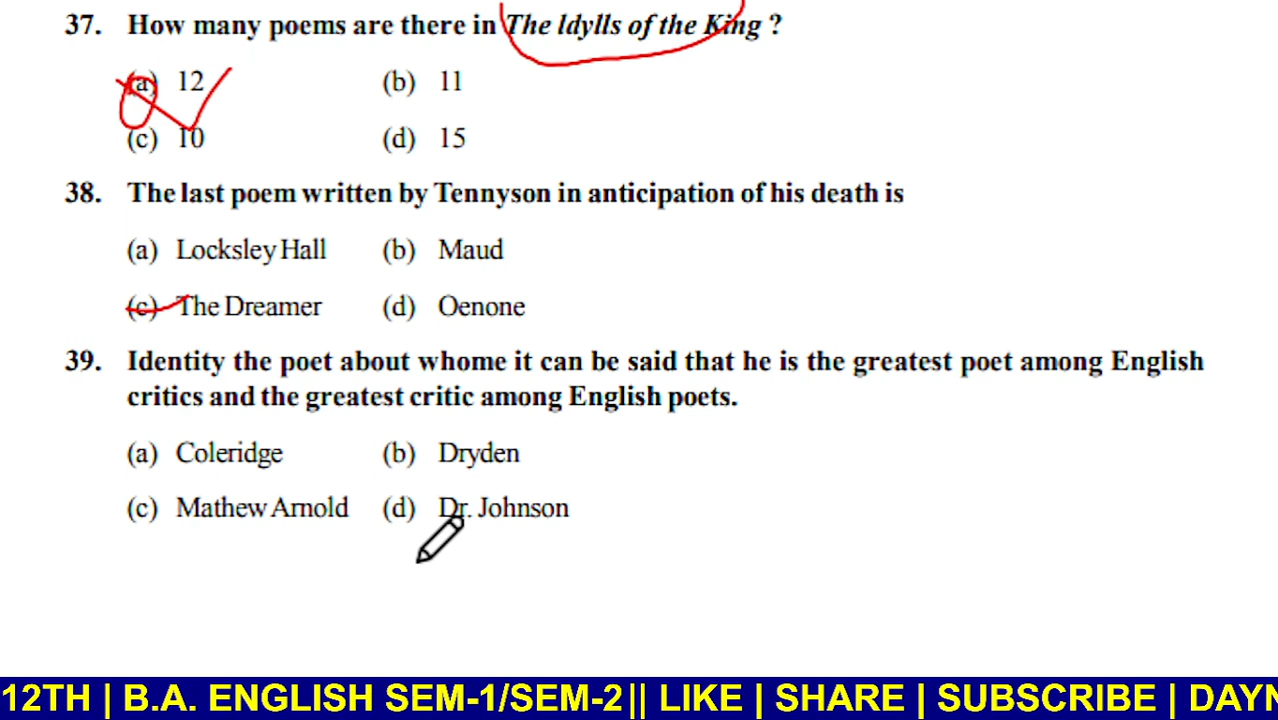 37. How many poems are there in The ldylls of the King ?
(a) 12 (b) 11
(c) 10 (d) 15
38. The last poem written by Tennyson in anticipation of his death is
(a) Locksley Hall (b) Maud
(c) The Dreamer (d) Oenone
39. Identity the poet about whome it can be said that he is the greatest poet among English
critics and the greatest critic among English poets.
(a) Coleridge (b) Dryden
(c) Mathew Arnold (d) Dr. Johnson
12TH | B.A. ENGLISH SEM-1/SEM-2 || LIKE | SHARE | SUBSCRIBE | DAYN